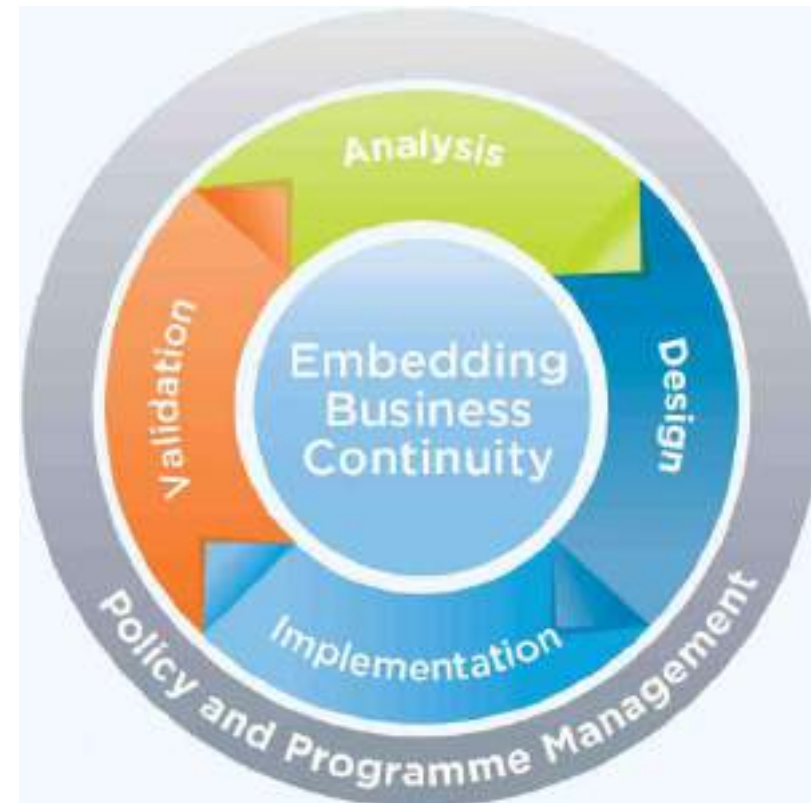 Analysis
Design
Implementation
Validation
Embedding
Business
Continuity
Policy and Programme Management